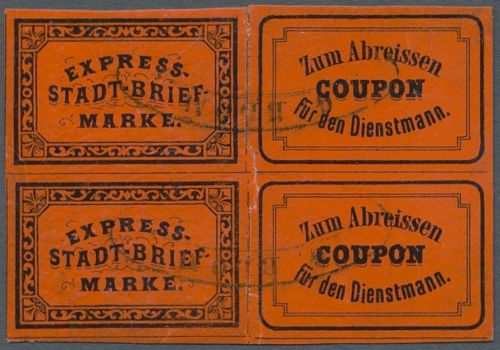 EXPRESS-
STADT-BRIEF-
MARKE.
Zum Abreissen
COUPON
für den Dienstmann.
EXPRESS-
STADT-BRIEF-
MARKE.
Zum Abreissen
COUPON
für den Dienstmann.